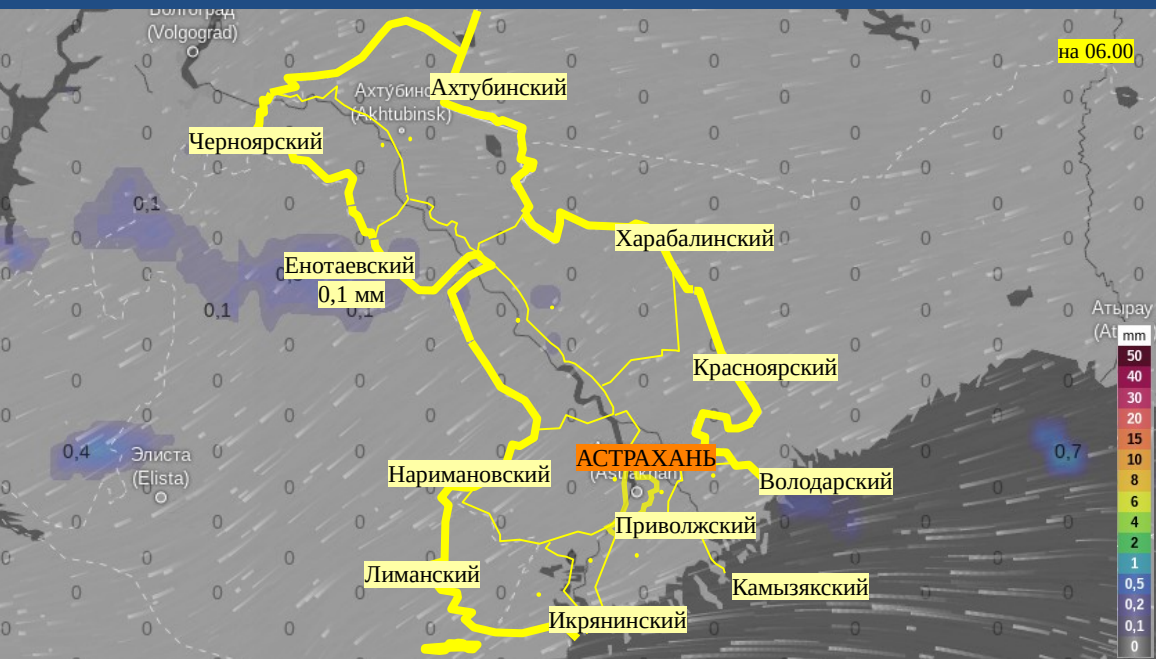 Волгоград
(Volgograd)
на 06.00
Ахтубинский
(Akhtubinsk)
Черноярский
0,1
Харабалинский
Енотаевский
0,1 мм
0,1
0,1
Атырау
mm
50
40
30
20
15
10
8
6
4
2
1
0,5
0,2
0,1
0
Красноярский
0,4
Элиста
(Elista)
АСТРАХАНЬ
(Astrakhan)
0,7
Наримановский
Володарский
Приволжский
Лиманский
Камызякский
Икрянинский